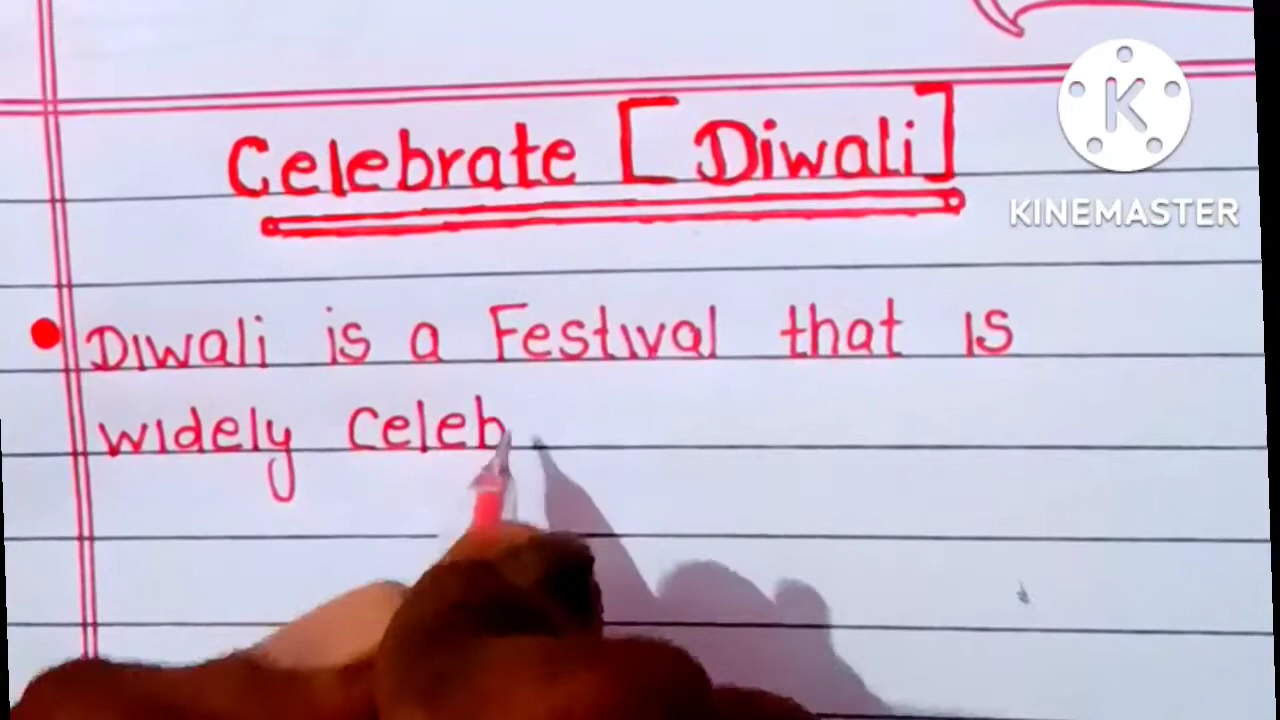 Celebrate [Diwali]
K
KINEMASTER
Diwali is a Festival that is
widely Celeb